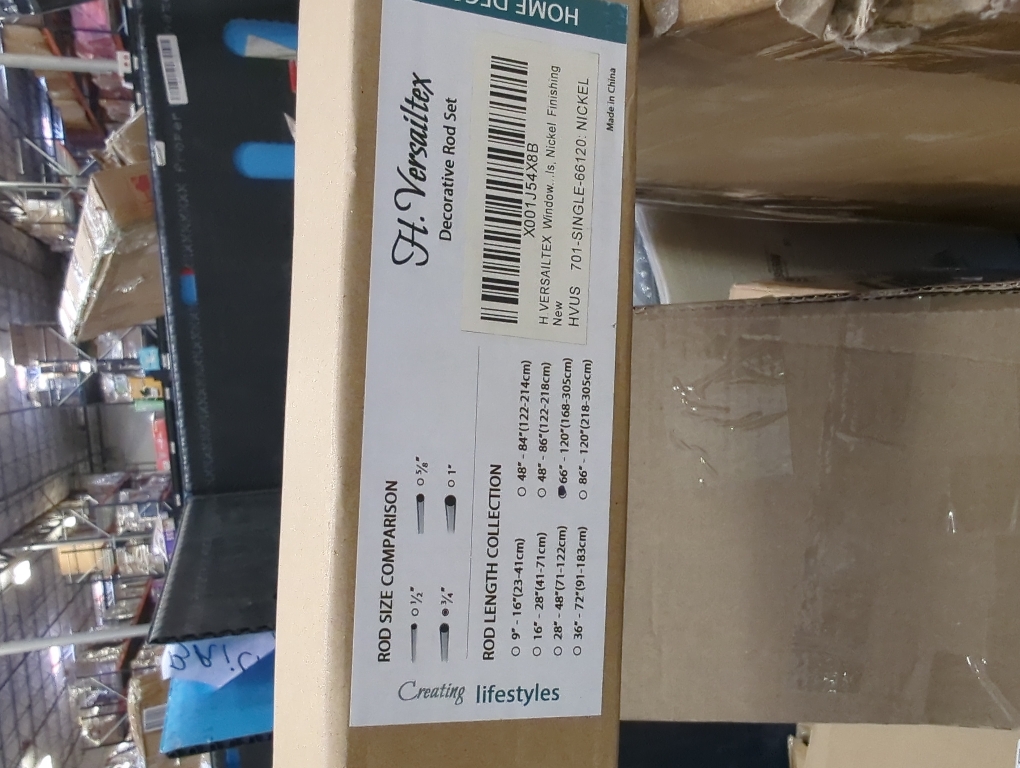 HOME DECO
H.Versailtex
Decorative Rod Set
X001J54X8B
H.VERSAILTEX Window...ls, Nickel Finishing
New
HVUS 701-SINGLE-66120: NICKEL
Made in China
ROD SIZE COMPARISON
1/2" 5/8"
3/4" 1"
ROD LENGTH COLLECTION
9" - 16"(23-41cm) 48" - 84"(122-214cm)
16" - 28"(41-71cm) 48" - 86"(122-218cm)
28" - 48"(71-122cm) 66" - 120"(168-305cm)
36" - 72"(91-183cm) 86" - 120"(218-305cm)
Creating lifestyles